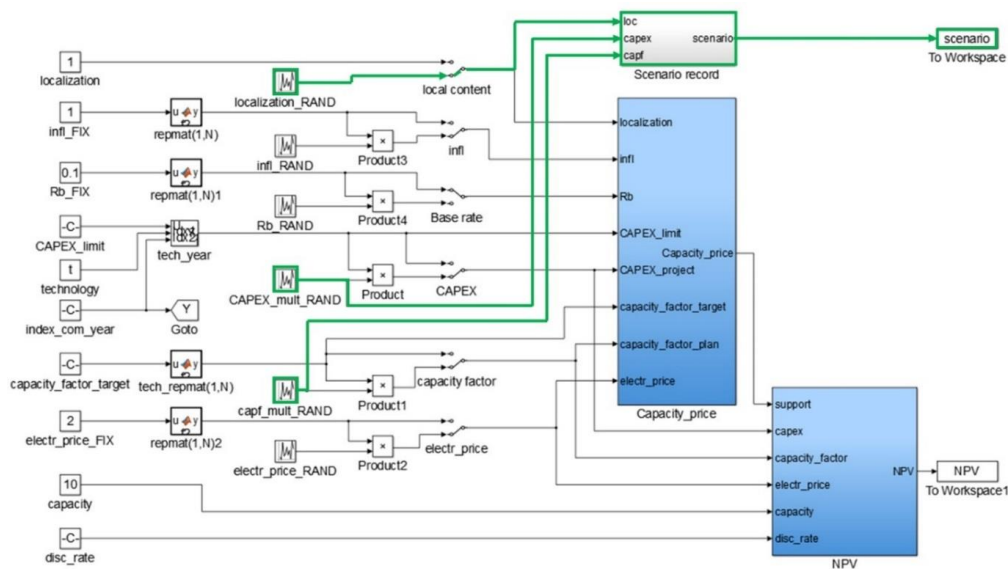 loc
capex
scenario
capf
Scenario record
scenario
To Workspace
1
localization
localization_RAND
local content
1
infl_FIX
u y
repmat(1,N)
infl_RAND
×
Product3
infl
0.1
Rb_FIX
u y
repmat(1,N)1
Rb_RAND
×
Product4
Base rate
-C-
CAPEX_limit
t
technology
tech_year
CAPEX_mult_RAND
×
Product
CAPEX
-C-
index_com_year
Y
Goto
-C-
capacity_factor_target
u y
tech_repmat(1,N)
capf_mult_RAND
×
Product1
capacity factor
2
electr_price_FIX
u y
repmat(1,N)2
electr_price_RAND
×
Product2
electr_price
10
capacity
-C-
disc_rate
localization
infl
Rb
CAPEX_limit
Capacity_price
CAPEX_project
capacity_factor_target
capacity_factor_plan
electr_price
Capacity_price
support
capex
capacity_factor
NPV
electr_price
capacity
disc_rate
NPV
NPV
To Workspace1